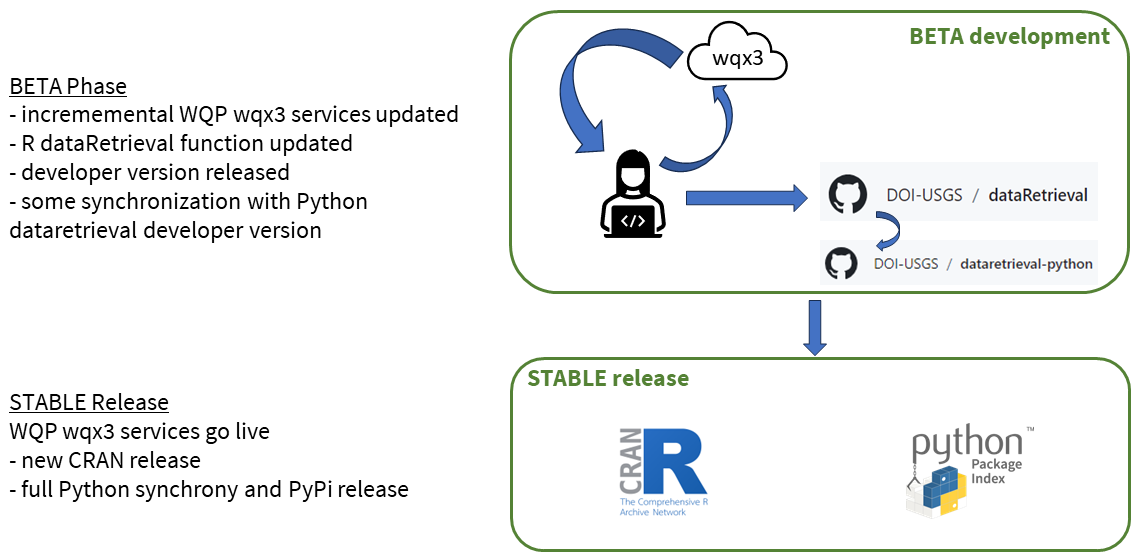 BETA development
wqx3
BETA Phase
- incrememental WQP wqx3 services updated
- R dataRetrieval function updated
- developer version released
- some synchronization with Python
dataretrieval developer version
</>
DOI-USGS / dataRetrieval
DOI-USGS / dataretrieval-python
STABLE release
STABLE Release
WQP wqx3 services go live
- new CRAN release
- full Python synchrony and PyPi release
CRAN
R
The Comprehensive R
Archive Network
python™
Package
Index